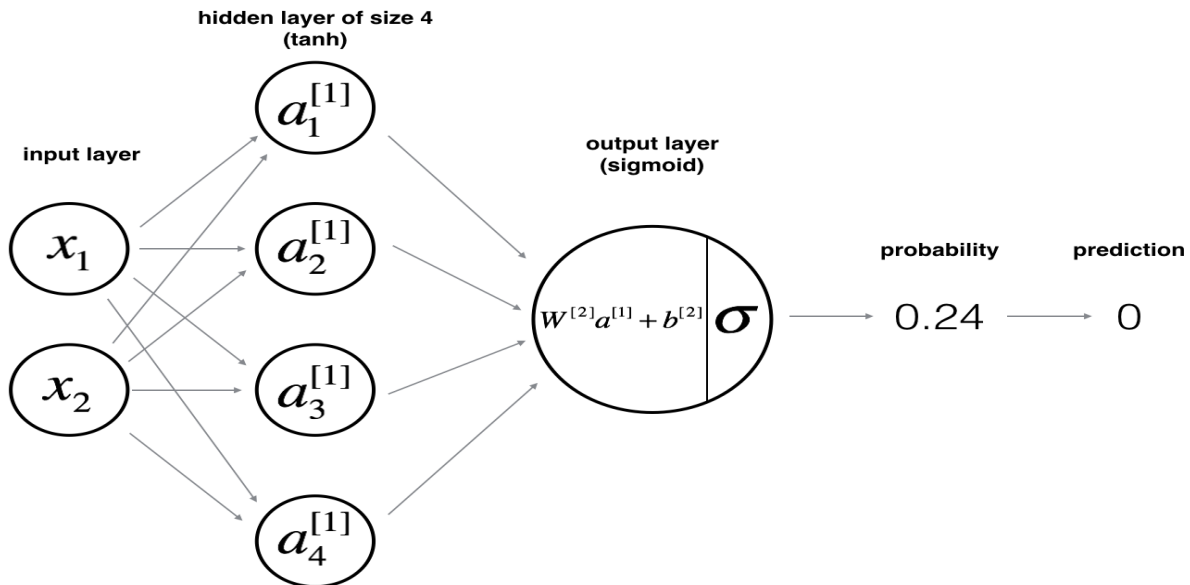 hidden layer of size 4
(tanh)
a₁^[1]
input layer
output layer
(sigmoid)
x₁
a₂^[1]
probability
prediction
W^[2]a^[1] + b^[2]
σ
0.24
0
x₂
a₃^[1]
a₄^[1]